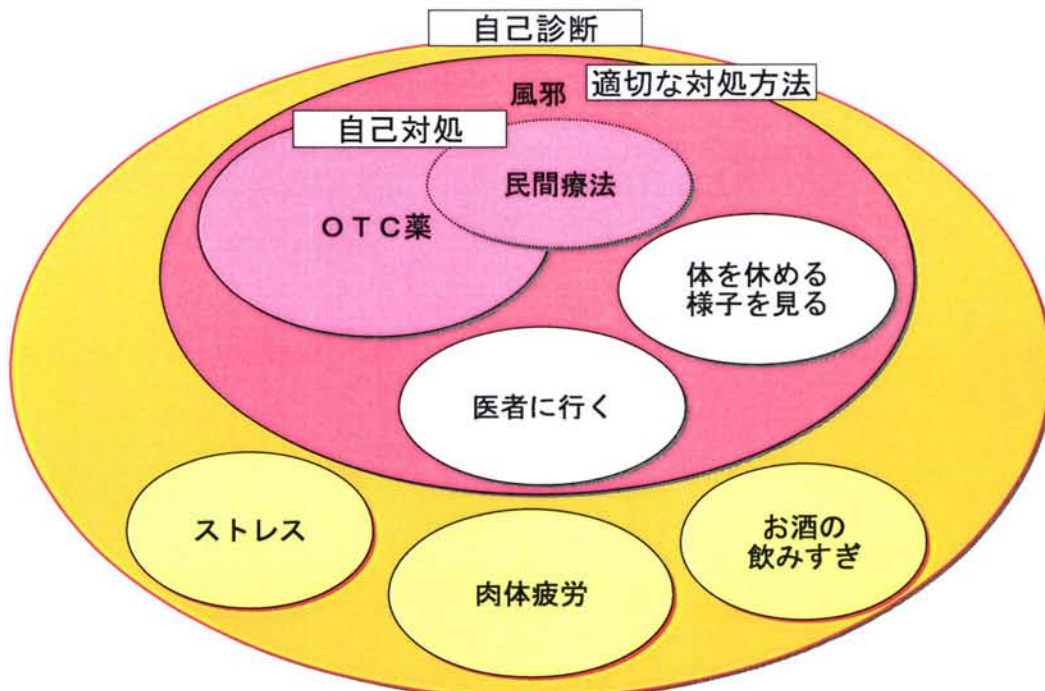 自己診断
適切な対処方法
風邪
自己対処
民間療法
ＯＴＣ薬
体を休める
様子を見る
医者に行く
ストレス
肉体疲労
お酒の
飲みすぎ